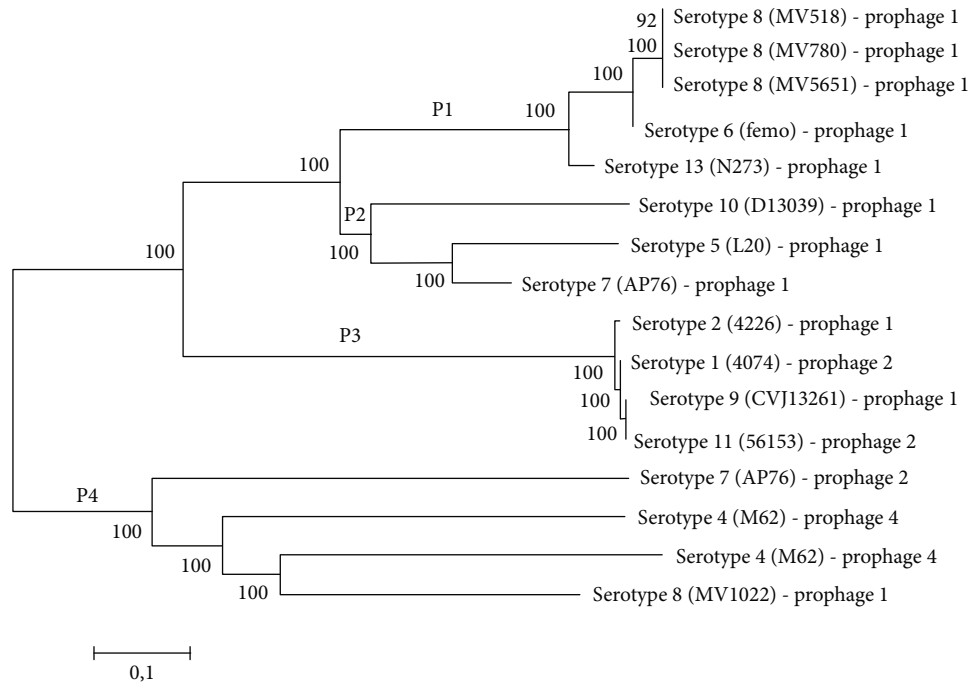 92
Serotype 8 (MV518) - prophage 1
100
Serotype 8 (MV780) - prophage 1
100
Serotype 8 (MV5651) - prophage 1
P1
100
Serotype 6 (femo) - prophage 1
100
Serotype 13 (N273) - prophage 1
P2
Serotype 10 (D13039) - prophage 1
100
100
Serotype 5 (L20) - prophage 1
100
Serotype 7 (AP76) - prophage 1
Serotype 2 (4226) - prophage 1
P3
Serotype 1 (4074) - prophage 2
100
100
Serotype 9 (CVJ13261) - prophage 1
100
Serotype 11 (56153) - prophage 2
Serotype 7 (AP76) - prophage 2
P4
100
Serotype 4 (M62) - prophage 4
100
Serotype 4 (M62) - prophage 4
100
Serotype 8 (MV1022) - prophage 1
0,1